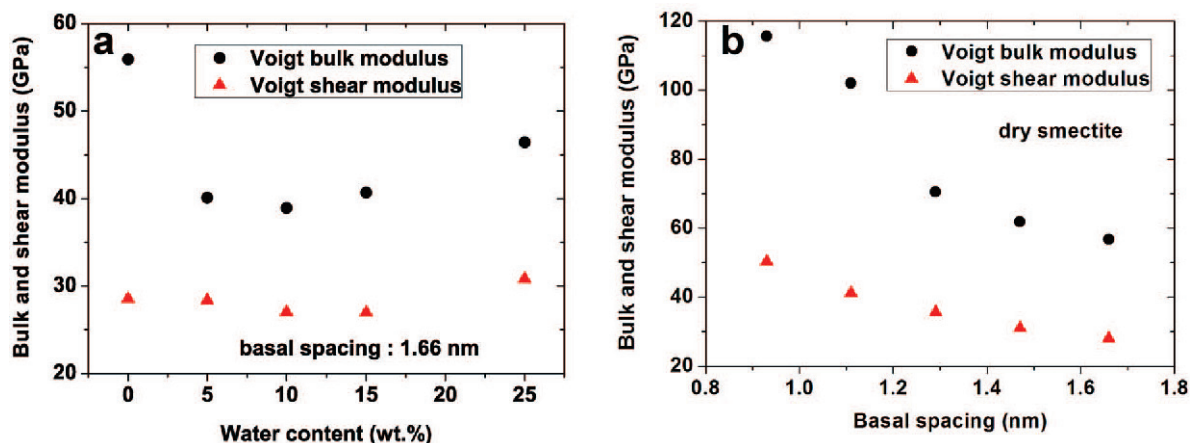 a
Voigt bulk modulus
Voigt shear modulus
basal spacing : 1.66 nm
Bulk and shear modulus (GPa)
60
50
40
30
20
0
5
10
15
20
25
Water content (wt.%)
b
Voigt bulk modulus
Voigt shear modulus
dry smectite
Bulk and shear modulus (GPa)
120
100
80
60
40
20
0.8
1.0
1.2
1.4
1.6
1.8
Basal spacing (nm)